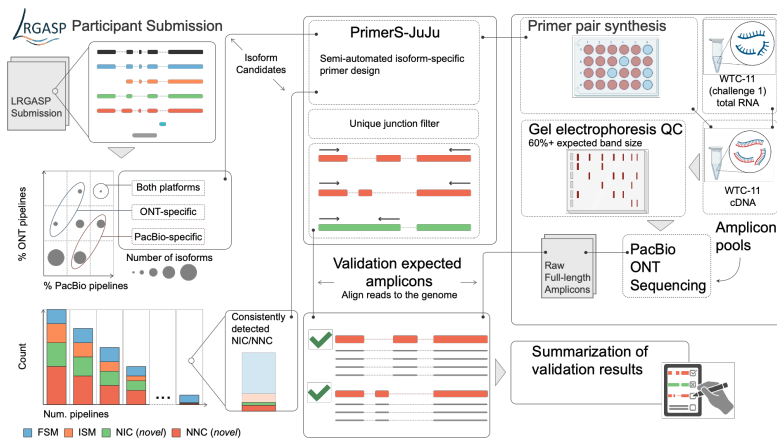 LRGASP Participant Submission
LRGASP
Submission
Isoform
Candidates
% ONT pipelines
Both platforms
ONT-specific
PacBio-specific
Number of isoforms
% PacBio pipelines
Count
Num. pipelines
...
Consistently
detected
NIC/NNC
FSM
ISM
NIC (novel)
NNC (novel)
PrimerS-JuJu
Semi-automated isoform-specific
primer design
Unique junction filter
Validation expected
amplicons
Align reads to the genome
Primer pair synthesis
WTC-11
(challenge 1)
total RNA
Gel electrophoresis QC
60%+ expected band size
WTC-11
cDNA
Raw
Full-length
Amplicons
PacBio
ONT
Sequencing
Amplicon
pools
Summarization of
validation results